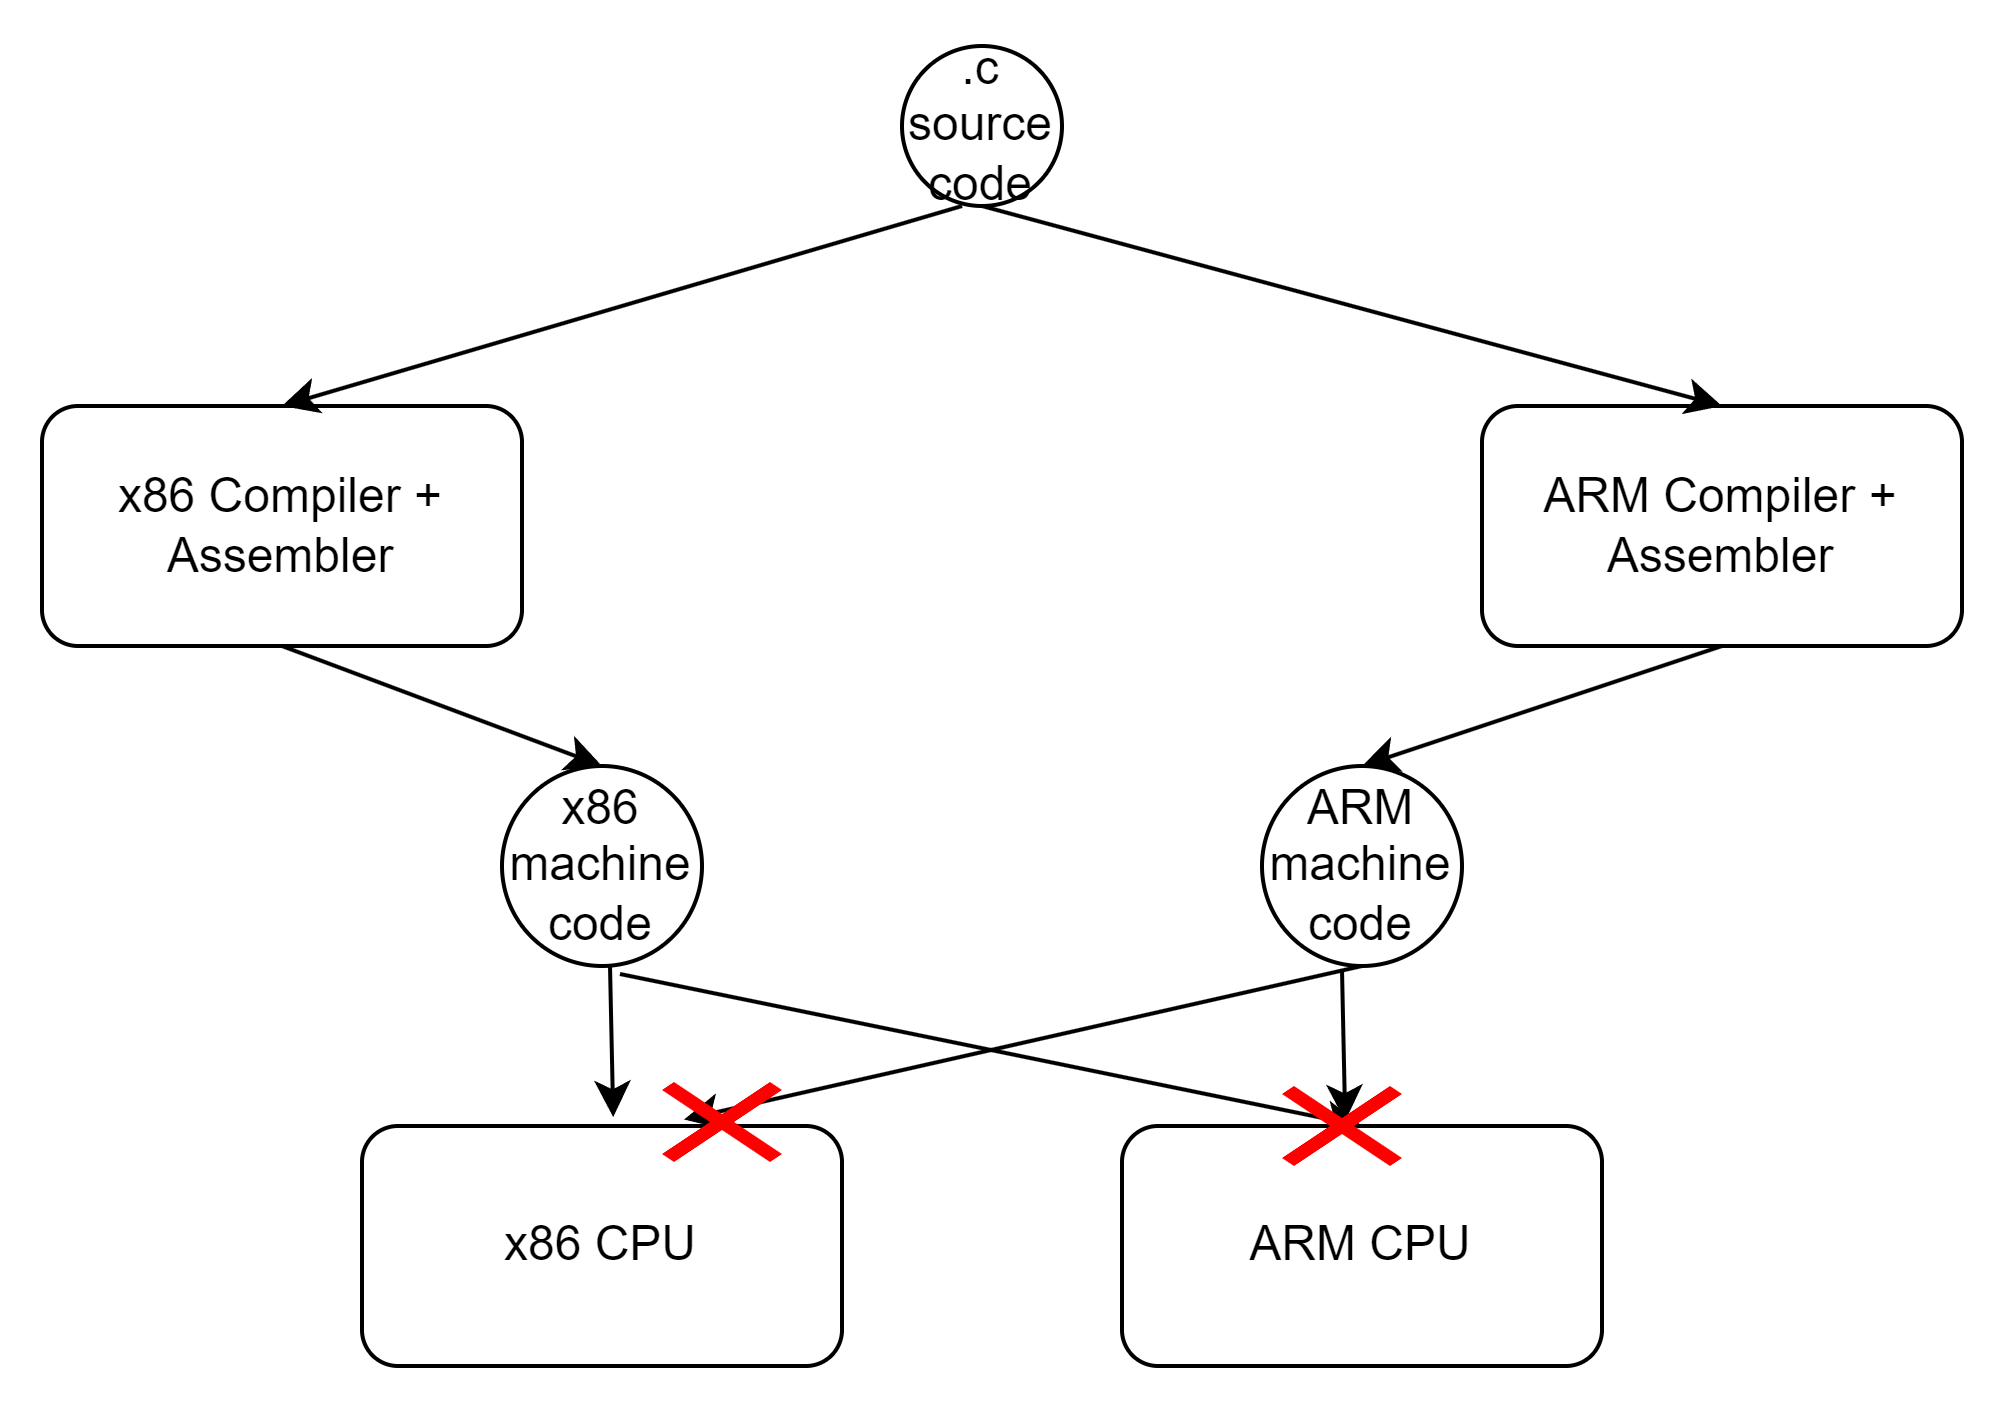 .c
source
code
x86 Compiler +
Assembler
ARM Compiler +
Assembler
x86
machine
code
ARM
machine
code
x86 CPU
ARM CPU